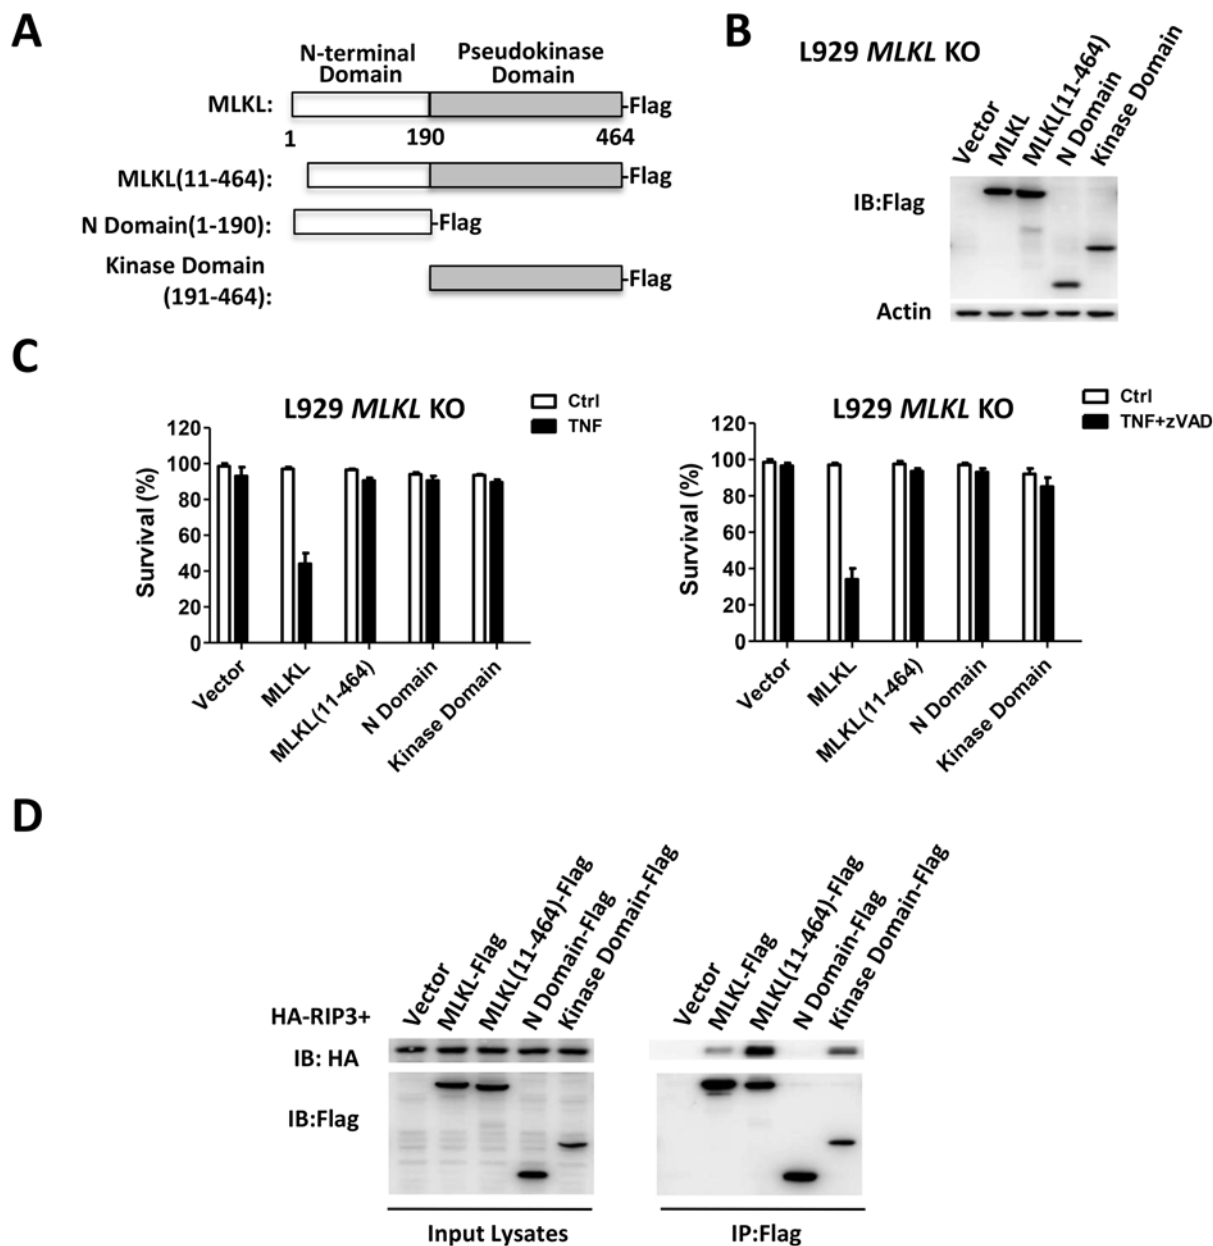 A
N-terminal
Domain
Pseudokinase
Domain
MLKL:
-Flag
1
190
464
MLKL(11-464):
-Flag
N Domain(1-190):
-Flag
Kinase Domain
(191-464):
-Flag
B
L929 MLKL KO
Vector
MLKL
MLKL(11-464)
N Domain
Kinase Domain
IB:Flag
Actin
C
L929 MLKL KO
Ctrl
TNF
Survival (%)
120
100
80
60
40
20
0
Vector
MLKL
MLKL(11-464)
N Domain
Kinase Domain
L929 MLKL KO
Ctrl
TNF+zVAD
Survival (%)
120
100
80
60
40
20
0
Vector
MLKL
MLKL(11-464)
N Domain
Kinase Domain
D
HA-RIP3+
Vector
MLKL-Flag
MLKL(11-464)-Flag
N Domain-Flag
Kinase Domain-Flag
Vector
MLKL-Flag
MLKL(11-464)-Flag
N Domain-Flag
Kinase Domain-Flag
IB: HA
IB:Flag
Input Lysates
IP:Flag